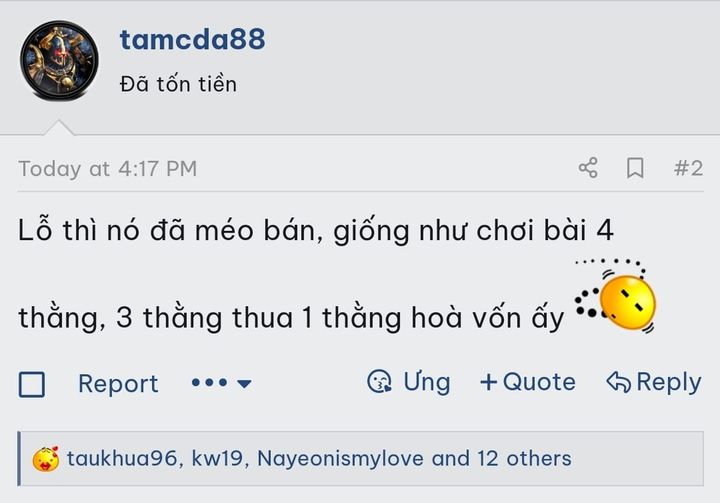 tamcda88
Đã tốn tiền
Today at 4:17 PM
#2
Lỗ thì nó đã méo bán, giống như chơi bài 4
thằng, 3 thằng thua 1 thằng hoà vốn ấy
Report ••• Ưng +Quote Reply
taukhua96, kw19, Nayeonismylove and 12 others